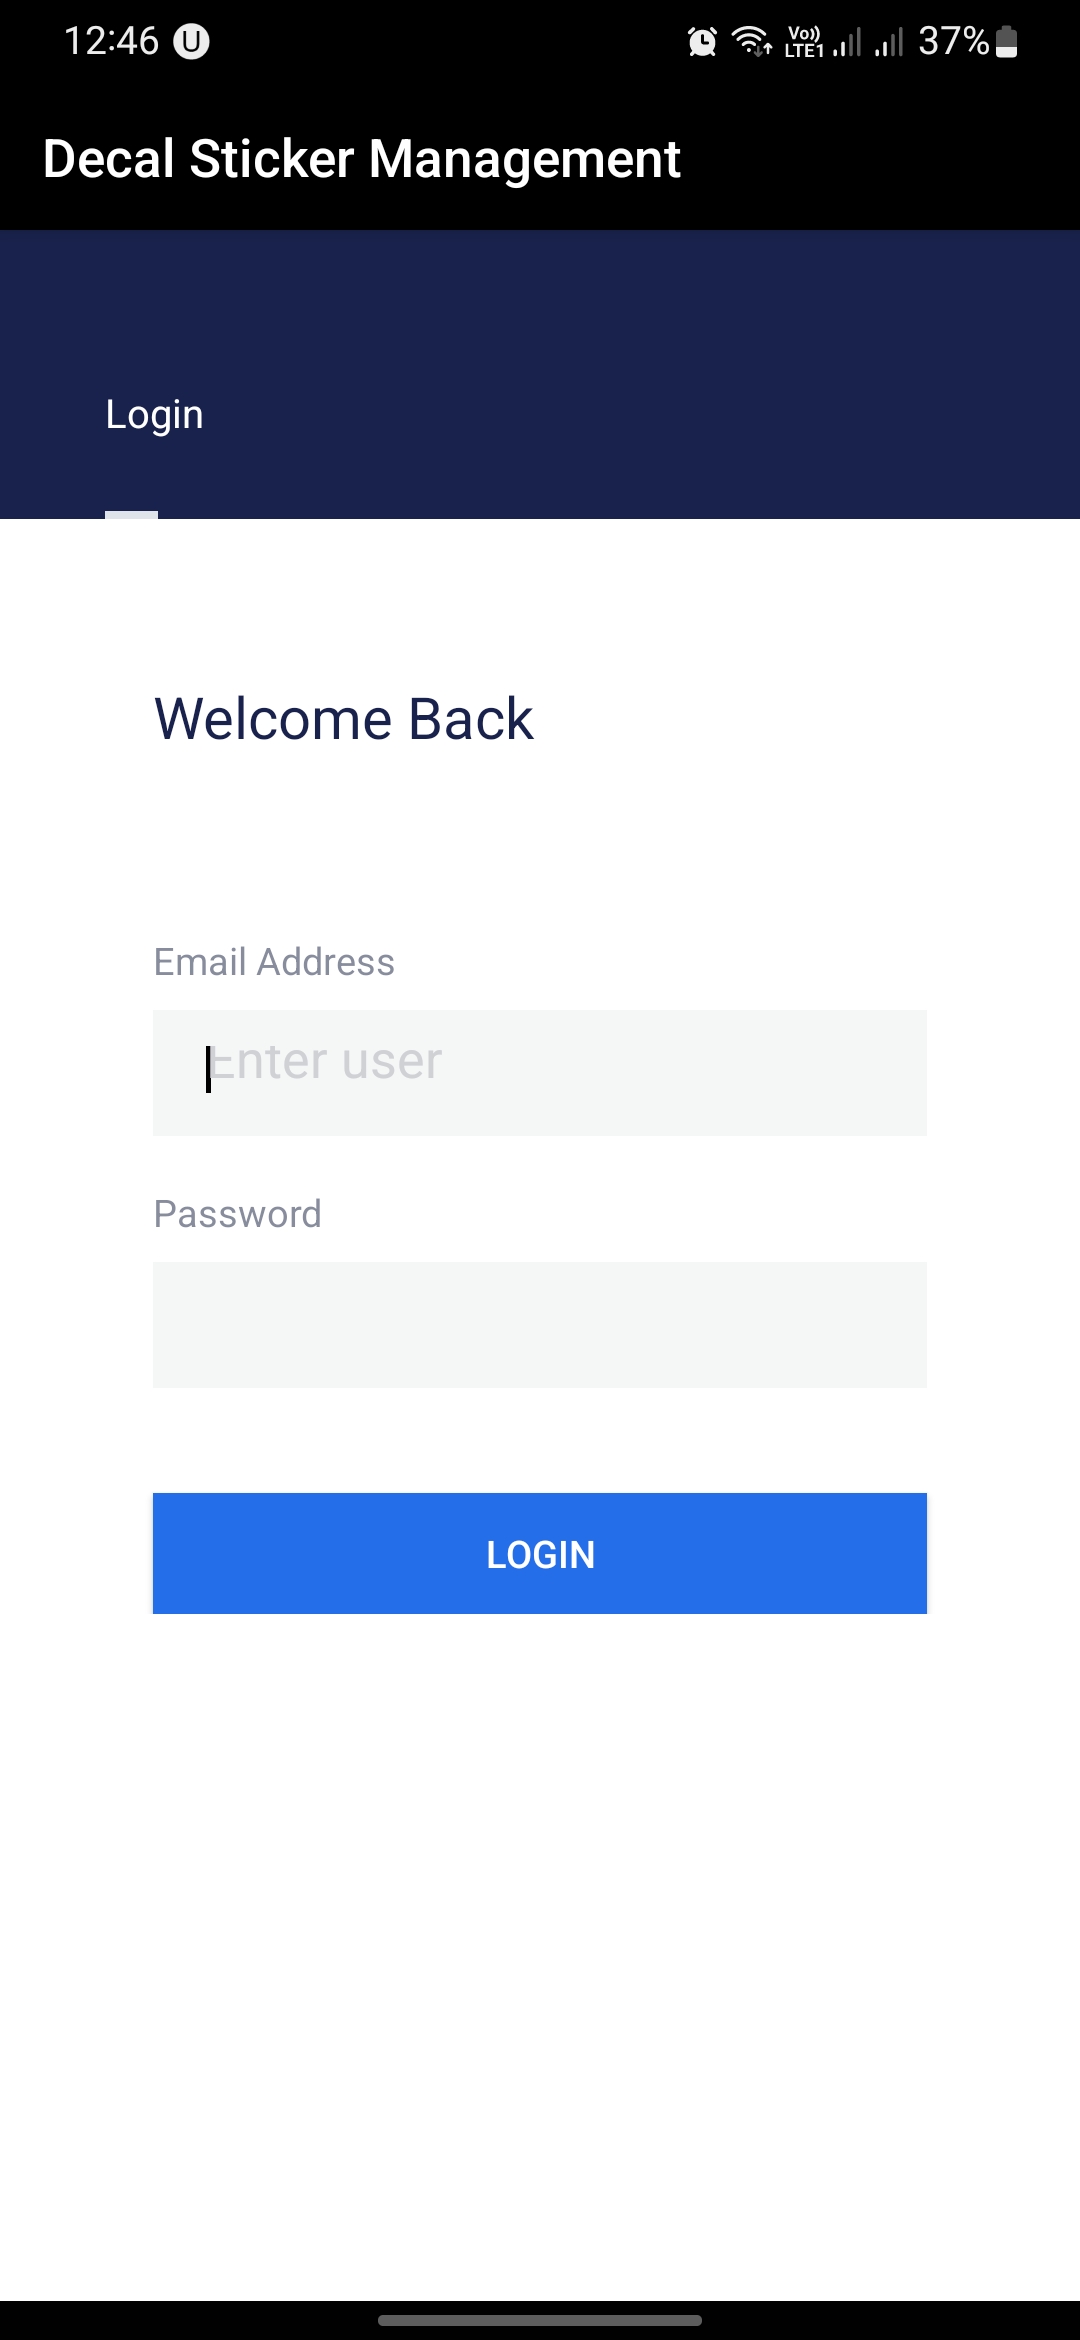 12:46 U Vo)) LTE1 37%
Decal Sticker Management
Login
Welcome Back
Email Address
Enter user
Password
LOGIN